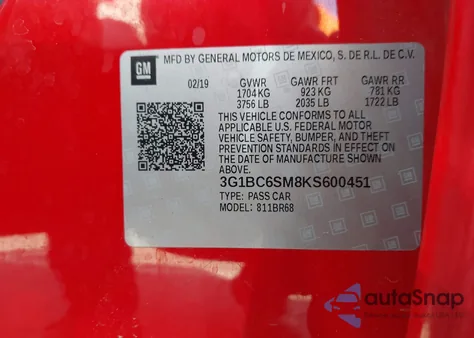 GM
MFD BY GENERAL MOTORS DE MEXICO, S. DE R.L. DE C.V.
02/19 GVWR GAWR FRT GAWR RR
1704 KG 923 KG 781 KG
3756 LB 2035 LB 1722 LB
THIS VEHICLE CONFORMS TO ALL
APPLICABLE U.S. FEDERAL MOTOR
VEHICLE SAFETY, BUMPER, AND THEFT
PREVENTION STANDARDS IN EFFECT ON
THE DATE OF MANUFACTURE SHOWN
ABOVE.
3G1BC6SM8KS600451
TYPE: PASS CAR
MODEL: 811BR68
autoSnap